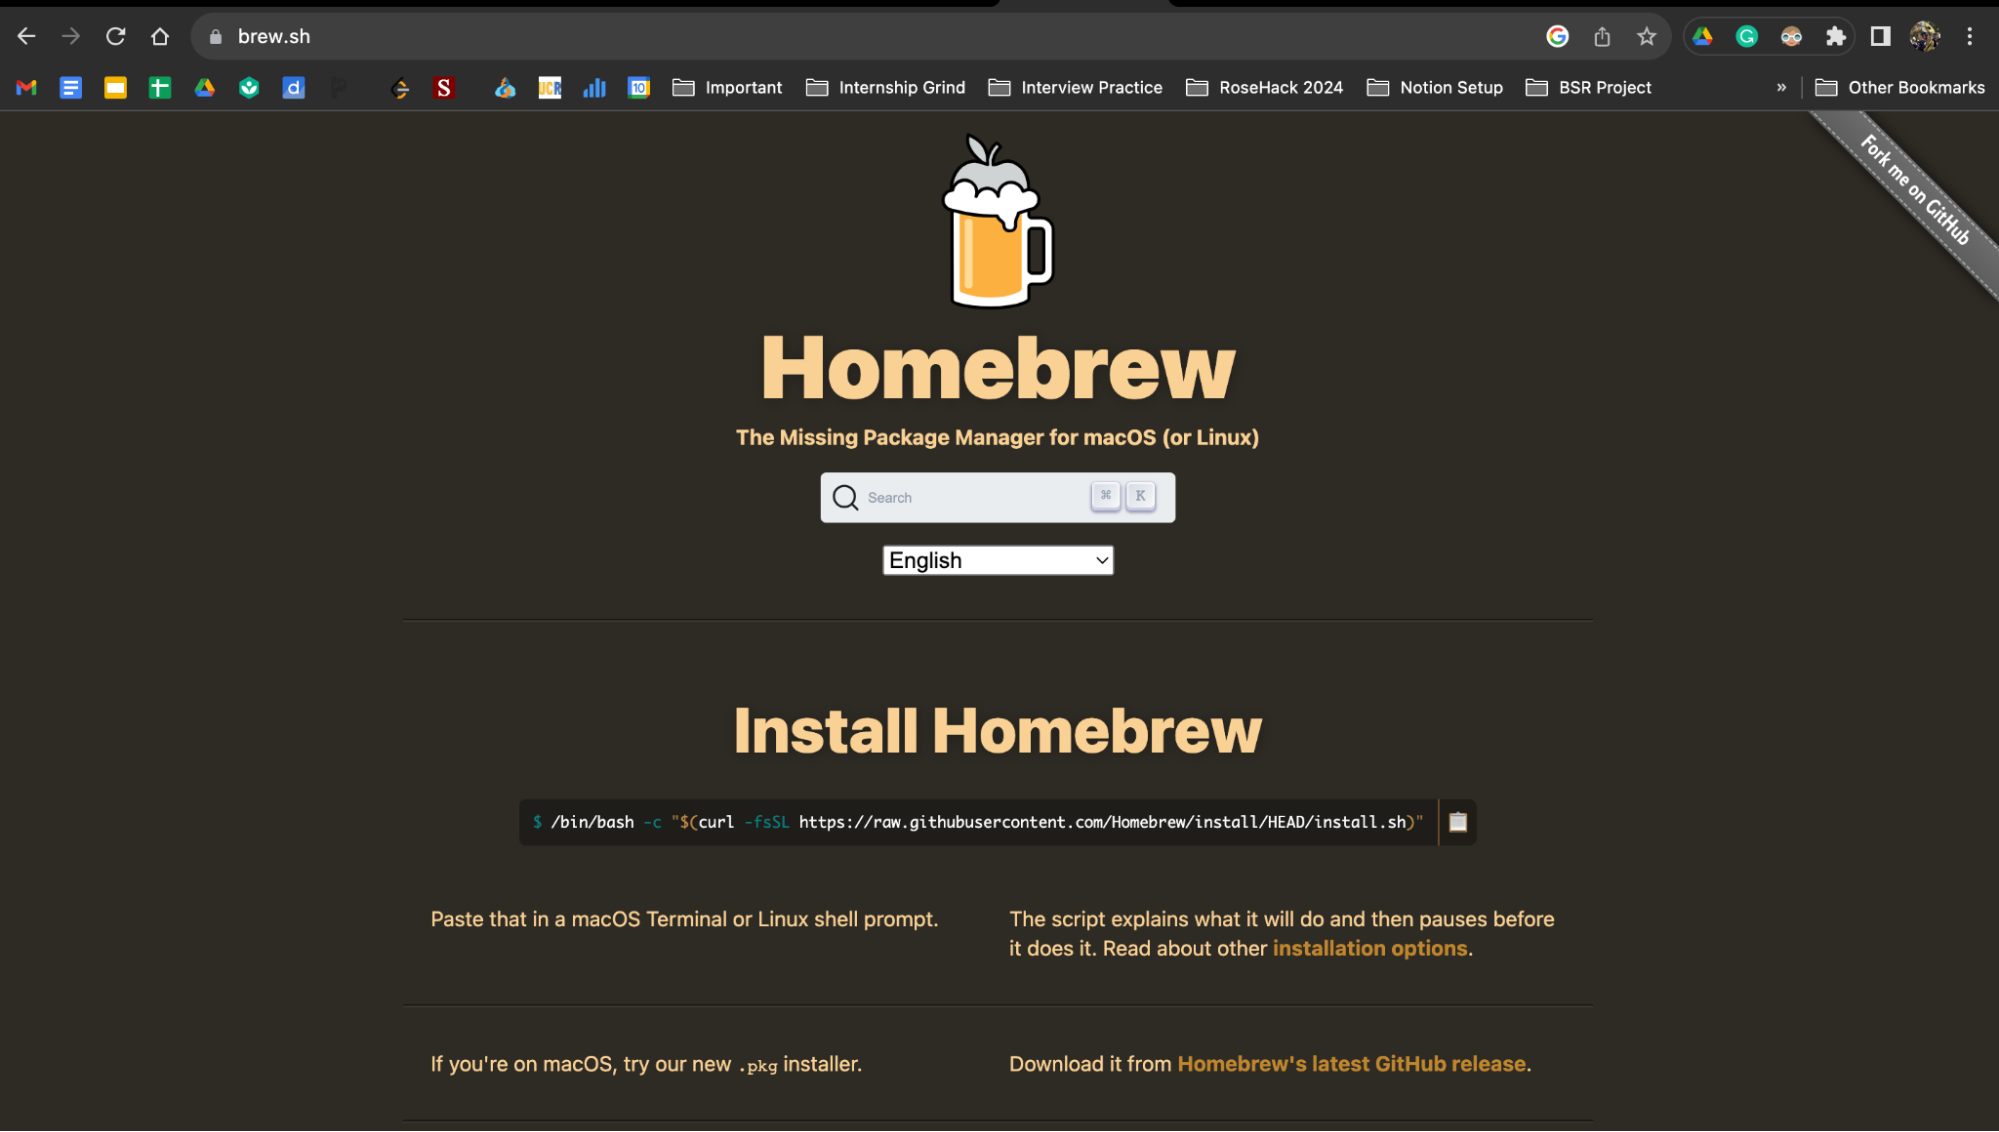 brew.sh
Important Internship Grind Interview Practice RoseHack 2024 Notion Setup BSR Project » Other Bookmarks
Fork me on GitHub
Homebrew
The Missing Package Manager for macOS (or Linux)
Search ⌘ K
English
Install Homebrew
$ /bin/bash -c "$(curl -fsSL https://raw.githubusercontent.com/Homebrew/install/HEAD/install.sh)"
Paste that in a macOS Terminal or Linux shell prompt.
The script explains what it will do and then pauses before
it does it. Read about other installation options.
If you're on macOS, try our new .pkg installer.
Download it from Homebrew's latest GitHub release.